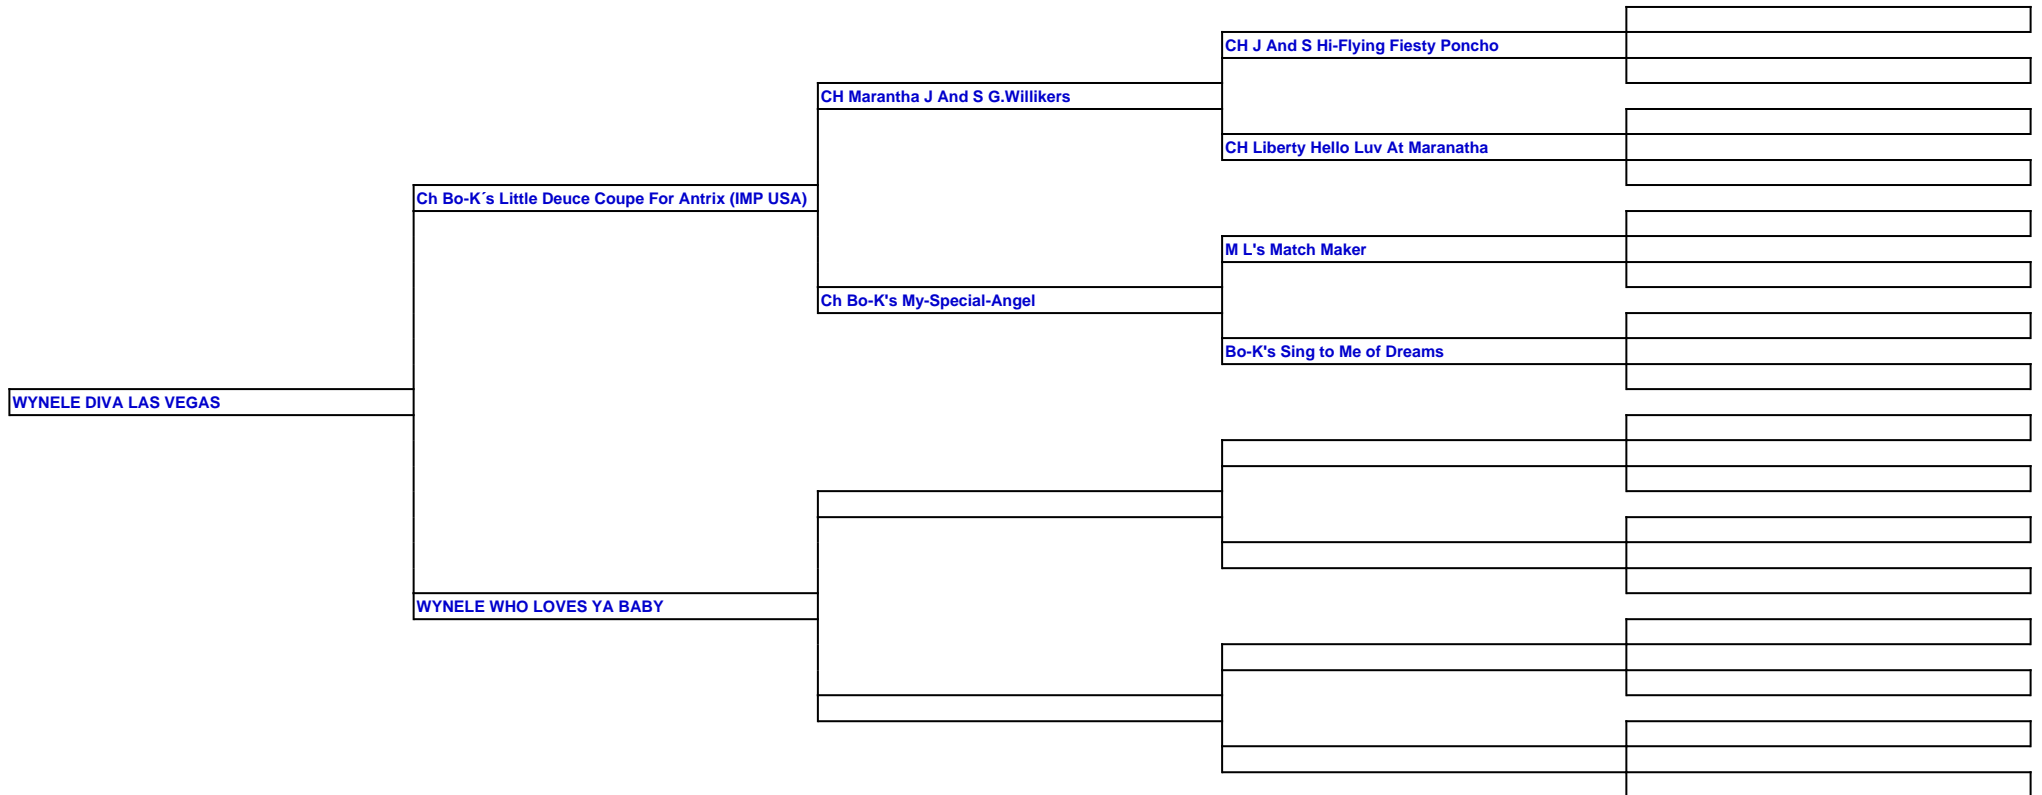 CH J And S Hi-Flying Fiesty Poncho
CH Marantha J And S G.Willikers
CH Liberty Hello Luv At Maranatha
Ch Bo-K´s Little Deuce Coupe For Antrix (IMP USA)
M L's Match Maker
Ch Bo-K's My-Special-Angel
Bo-K's Sing to Me of Dreams
WYNELE DIVA LAS VEGAS
WYNELE WHO LOVES YA BABY